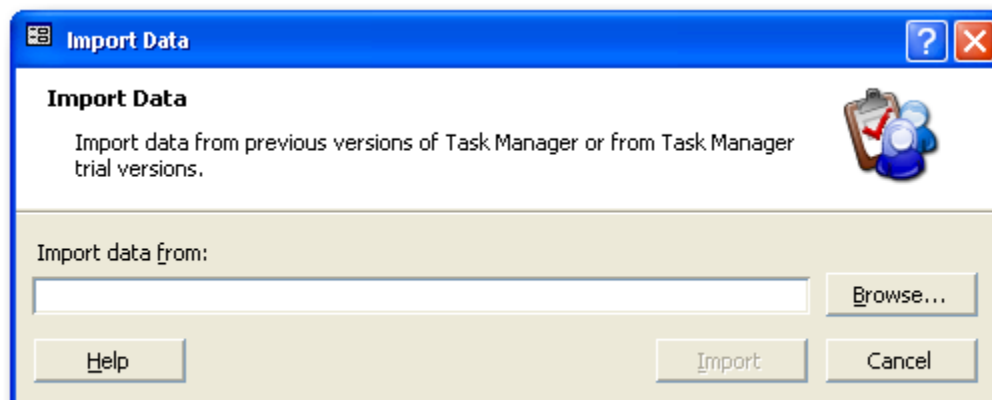 Import Data
?
Import Data
Import data from previous versions of Task Manager or from Task Manager
trial versions.
Import data from:
Browse...
Help
Import
Cancel